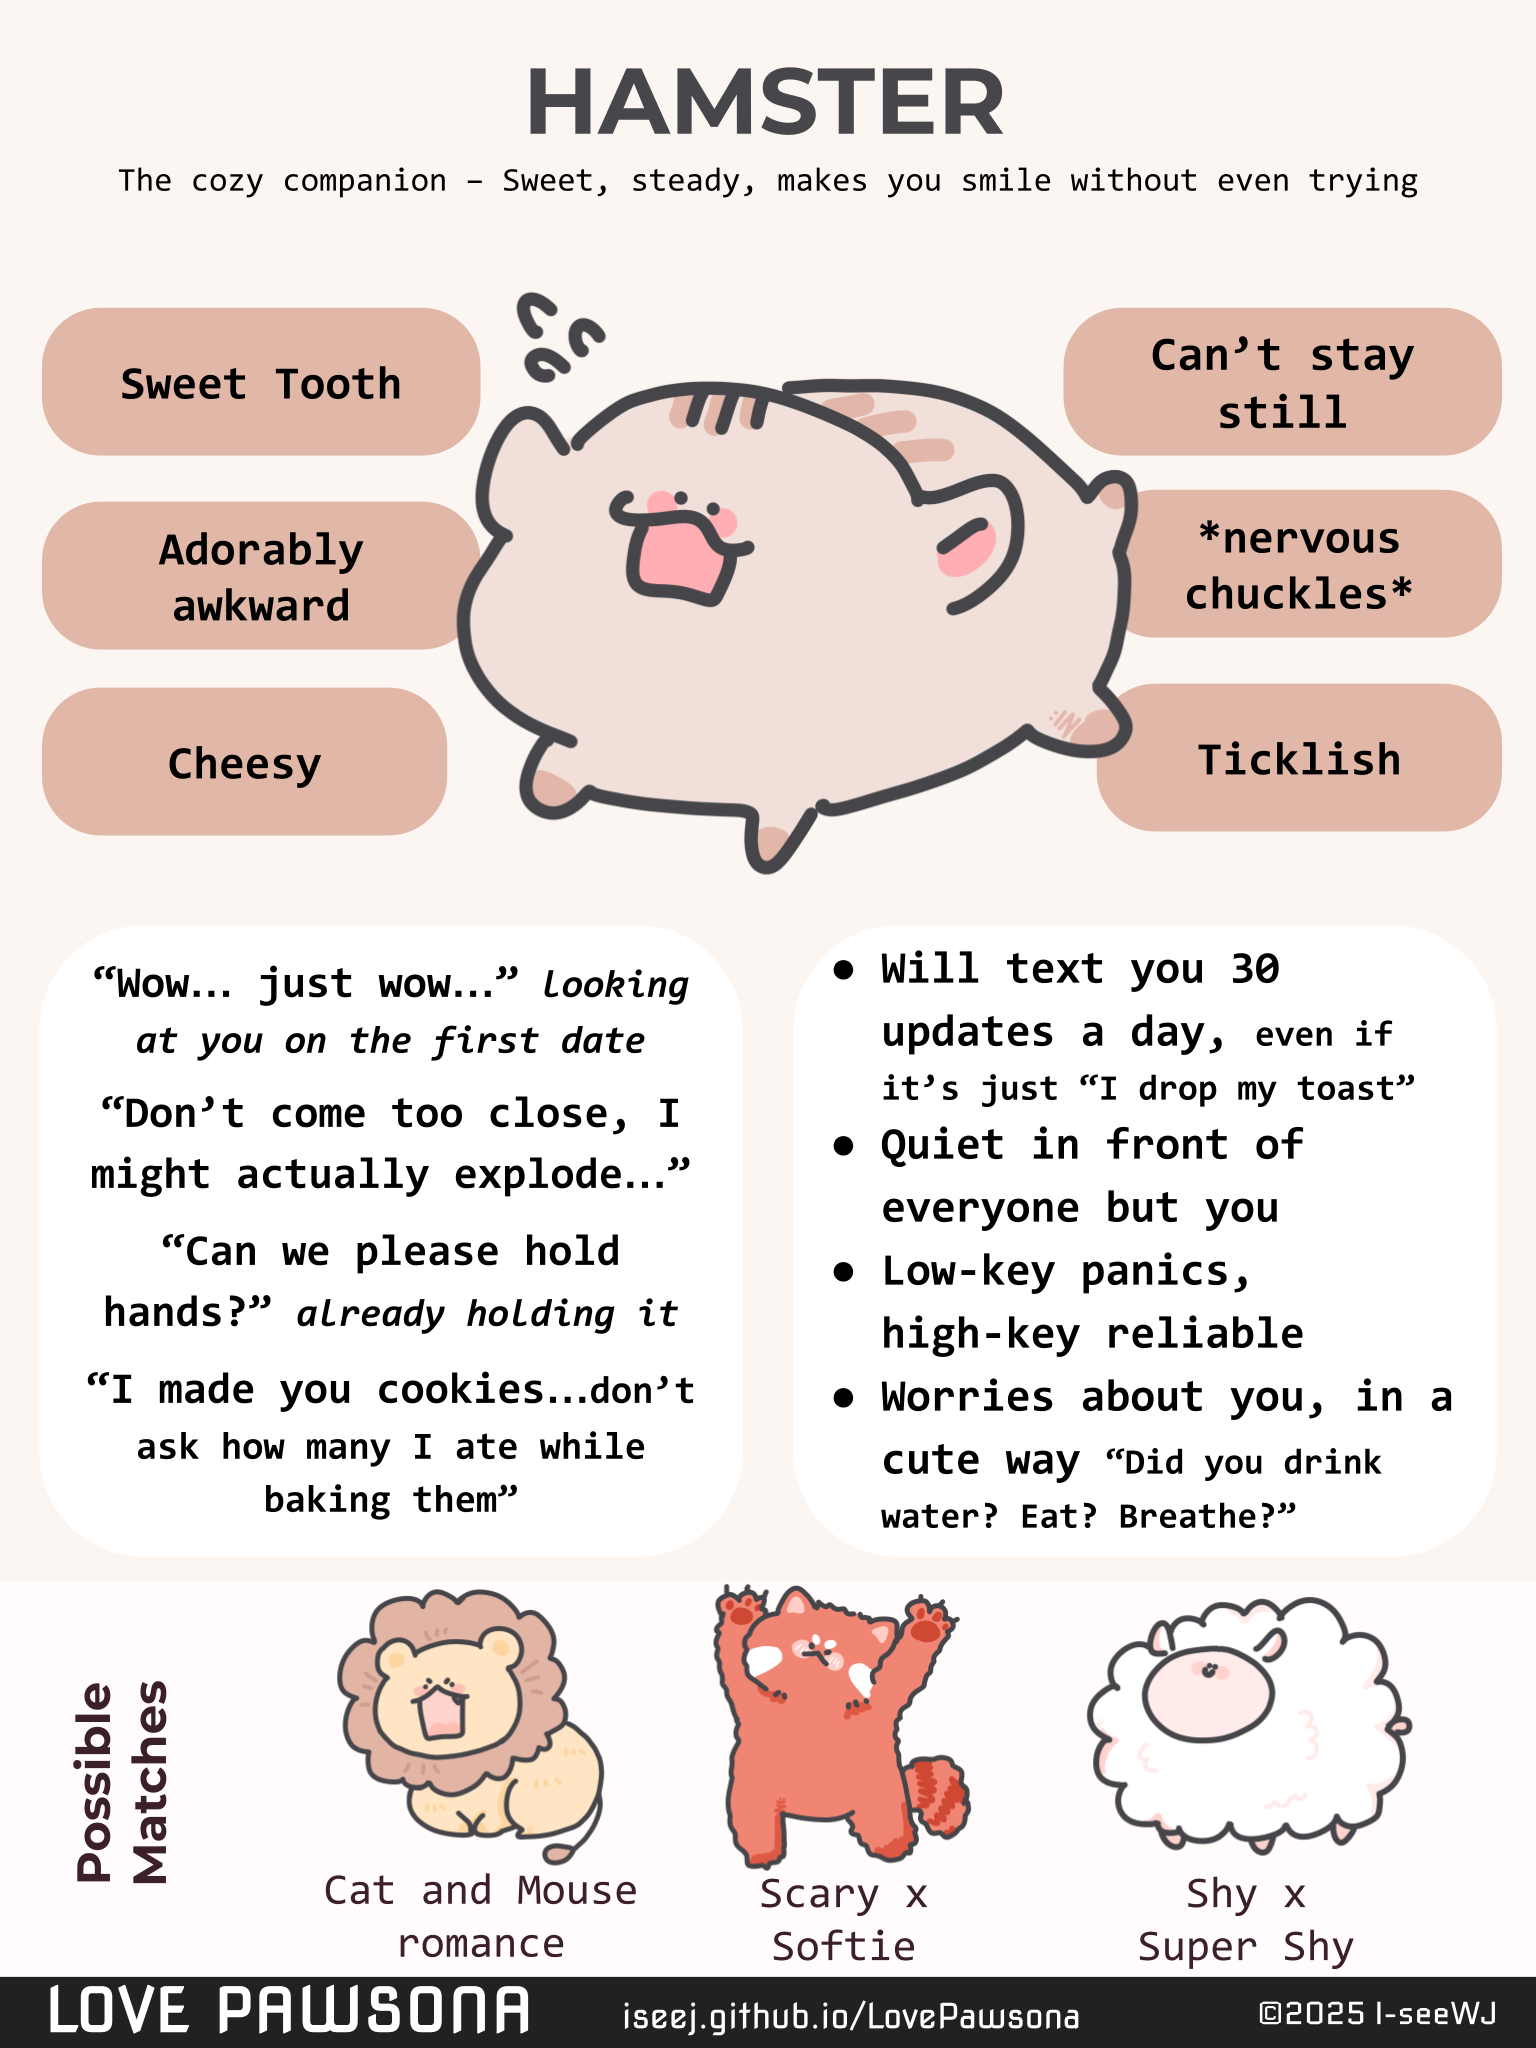 HAMSTER
The cozy companion – Sweet, steady, makes you smile without even trying
Sweet Tooth
Adorably
awkward
Cheesy
Can’t stay
still
*nervous
chuckles*
Ticklish
“Wow… just wow…” looking
at you on the first date
“Don’t come too close, I
might actually explode…”
“Can we please hold
hands?” already holding it
“I made you cookies…don’t
ask how many I ate while
baking them”
● Will text you 30
updates a day, even if
it’s just “I drop my toast”
● Quiet in front of
everyone but you
● Low-key panics,
high-key reliable
● Worries about you, in a
cute way “Did you drink
water? Eat? Breathe?”
Possible
Matches
Cat and Mouse
romance
Scary x
Softie
Shy x
Super Shy
LOVE PAWSONA
iseej.github.io/LovePawsona
©2025 I-seeWJ